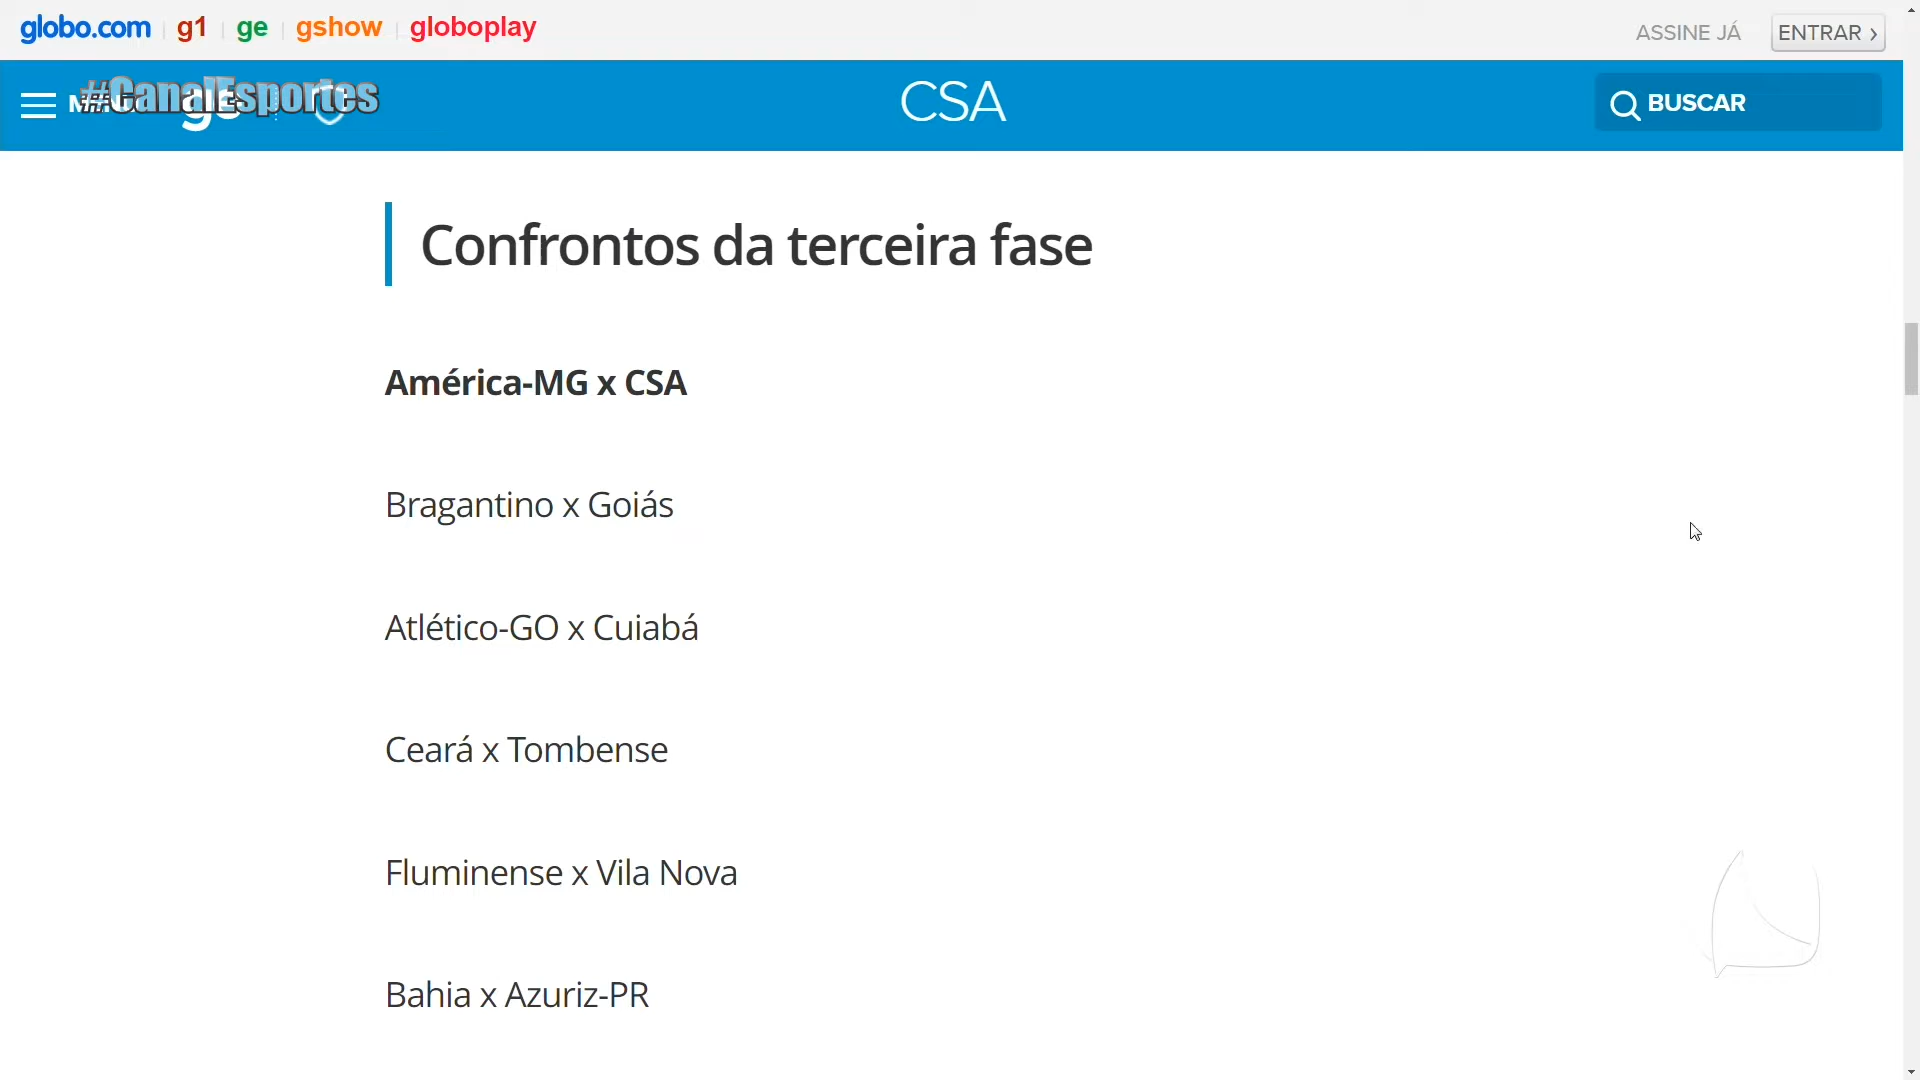 globo.com g1 ge gshow globoplay ASSINE JÁ ENTRAR ›
#CanalEsportes CSA BUSCAR
Confrontos da terceira fase
América-MG x CSA
Bragantino x Goiás
Atlético-GO x Cuiabá
Ceará x Tombense
Fluminense x Vila Nova
Bahia x Azuriz-PR